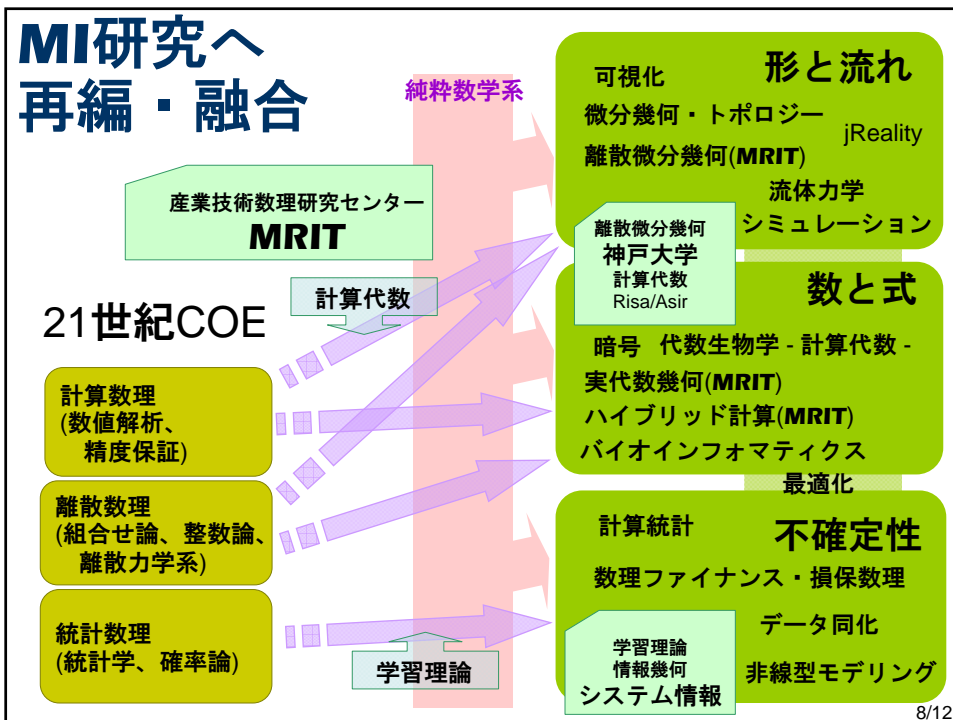 MI研究へ
再編・融合
純粋数学系
産業技術数理研究センター
MRIT
計算代数
21世紀COE
計算数理
(数値解析、
精度保証)
離散数理
(組合せ論、整数論、
離散力学系)
統計数理
(統計学、確率論)
学習理論
形と流れ
可視化
微分幾何・トポロジー
jReality
離散微分幾何(MRIT)
流体力学
シミュレーション
離散微分幾何
神戸大学
計算代数
Risa/Asir
数と式
暗号 代数生物学 - 計算代数 -
実代数幾何(MRIT)
ハイブリッド計算(MRIT)
バイオインフォマティクス
最適化
計算統計
不確定性
数理ファイナンス・損保数理
データ同化
学習理論
情報幾何
システム情報
非線型モデリング
8/12